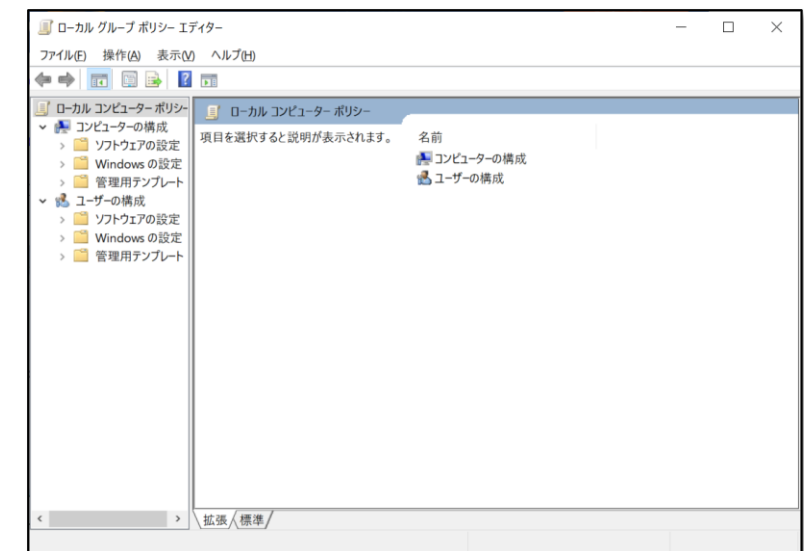 ローカル グループ ポリシー エディター
ファイル(F) 操作(A) 表示(V) ヘルプ(H)
ローカル コンピューター ポリシー
コンピューターの構成
ソフトウェアの設定
Windows の設定
管理用テンプレート
ユーザーの構成
ソフトウェアの設定
Windows の設定
管理用テンプレート
ローカル コンピューター ポリシー
項目を選択すると説明が表示されます。
名前
コンピューターの構成
ユーザーの構成
拡張 標準